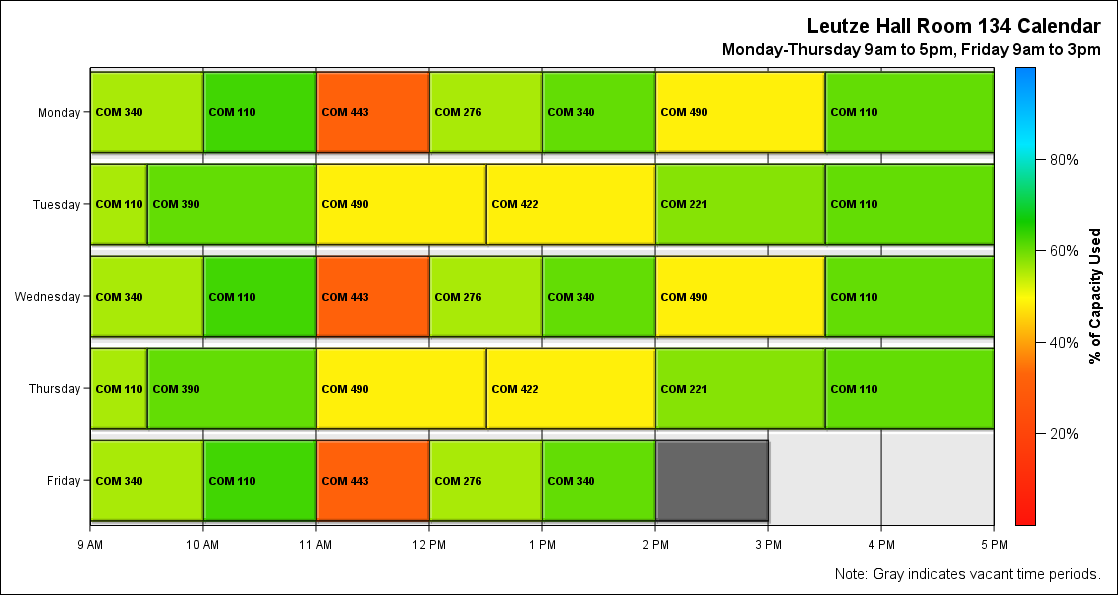 Leutze Hall Room 134 Calendar
Monday-Thursday 9am to 5pm, Friday 9am to 3pm
Monday COM 340 COM 110 COM 443 COM 276 COM 340 COM 490 COM 110
Tuesday COM 110 COM 390 COM 490 COM 422 COM 221 COM 110
Wednesday COM 340 COM 110 COM 443 COM 276 COM 340 COM 490 COM 110
Thursday COM 110 COM 390 COM 490 COM 422 COM 221 COM 110
Friday COM 340 COM 110 COM 443 COM 276 COM 340
9 AM 10 AM 11 AM 12 PM 1 PM 2 PM 3 PM 4 PM 5 PM
80%
60%
40%
20%
% of Capacity Used
Note: Gray indicates vacant time periods.